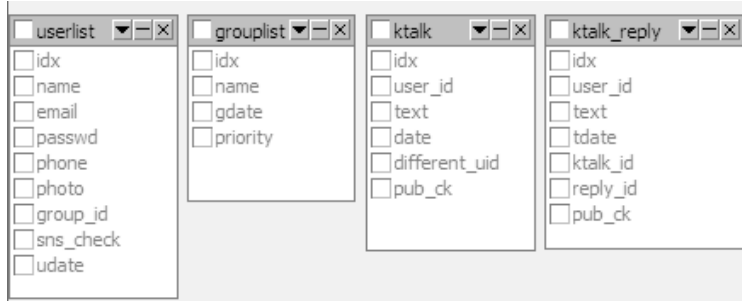 userlist
idx
name
email
passwd
phone
photo
group_id
sns_check
udate
grouplist
idx
name
gdate
priority
ktalk
idx
user_id
text
date
different_uid
pub_ck
ktalk_reply
idx
user_id
text
tdate
ktalk_id
reply_id
pub_ck